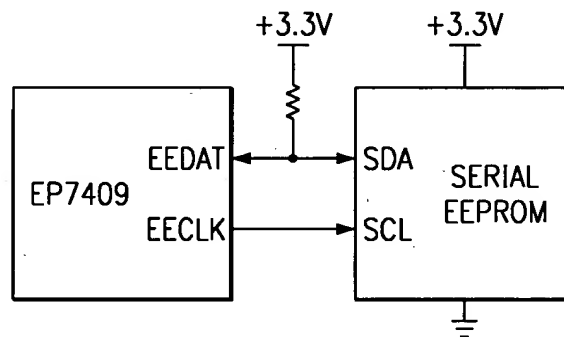 +3.3V
+3.3V
EEDAT
SDA
EP7409
SERIAL
EEPROM
EECLK
SCL